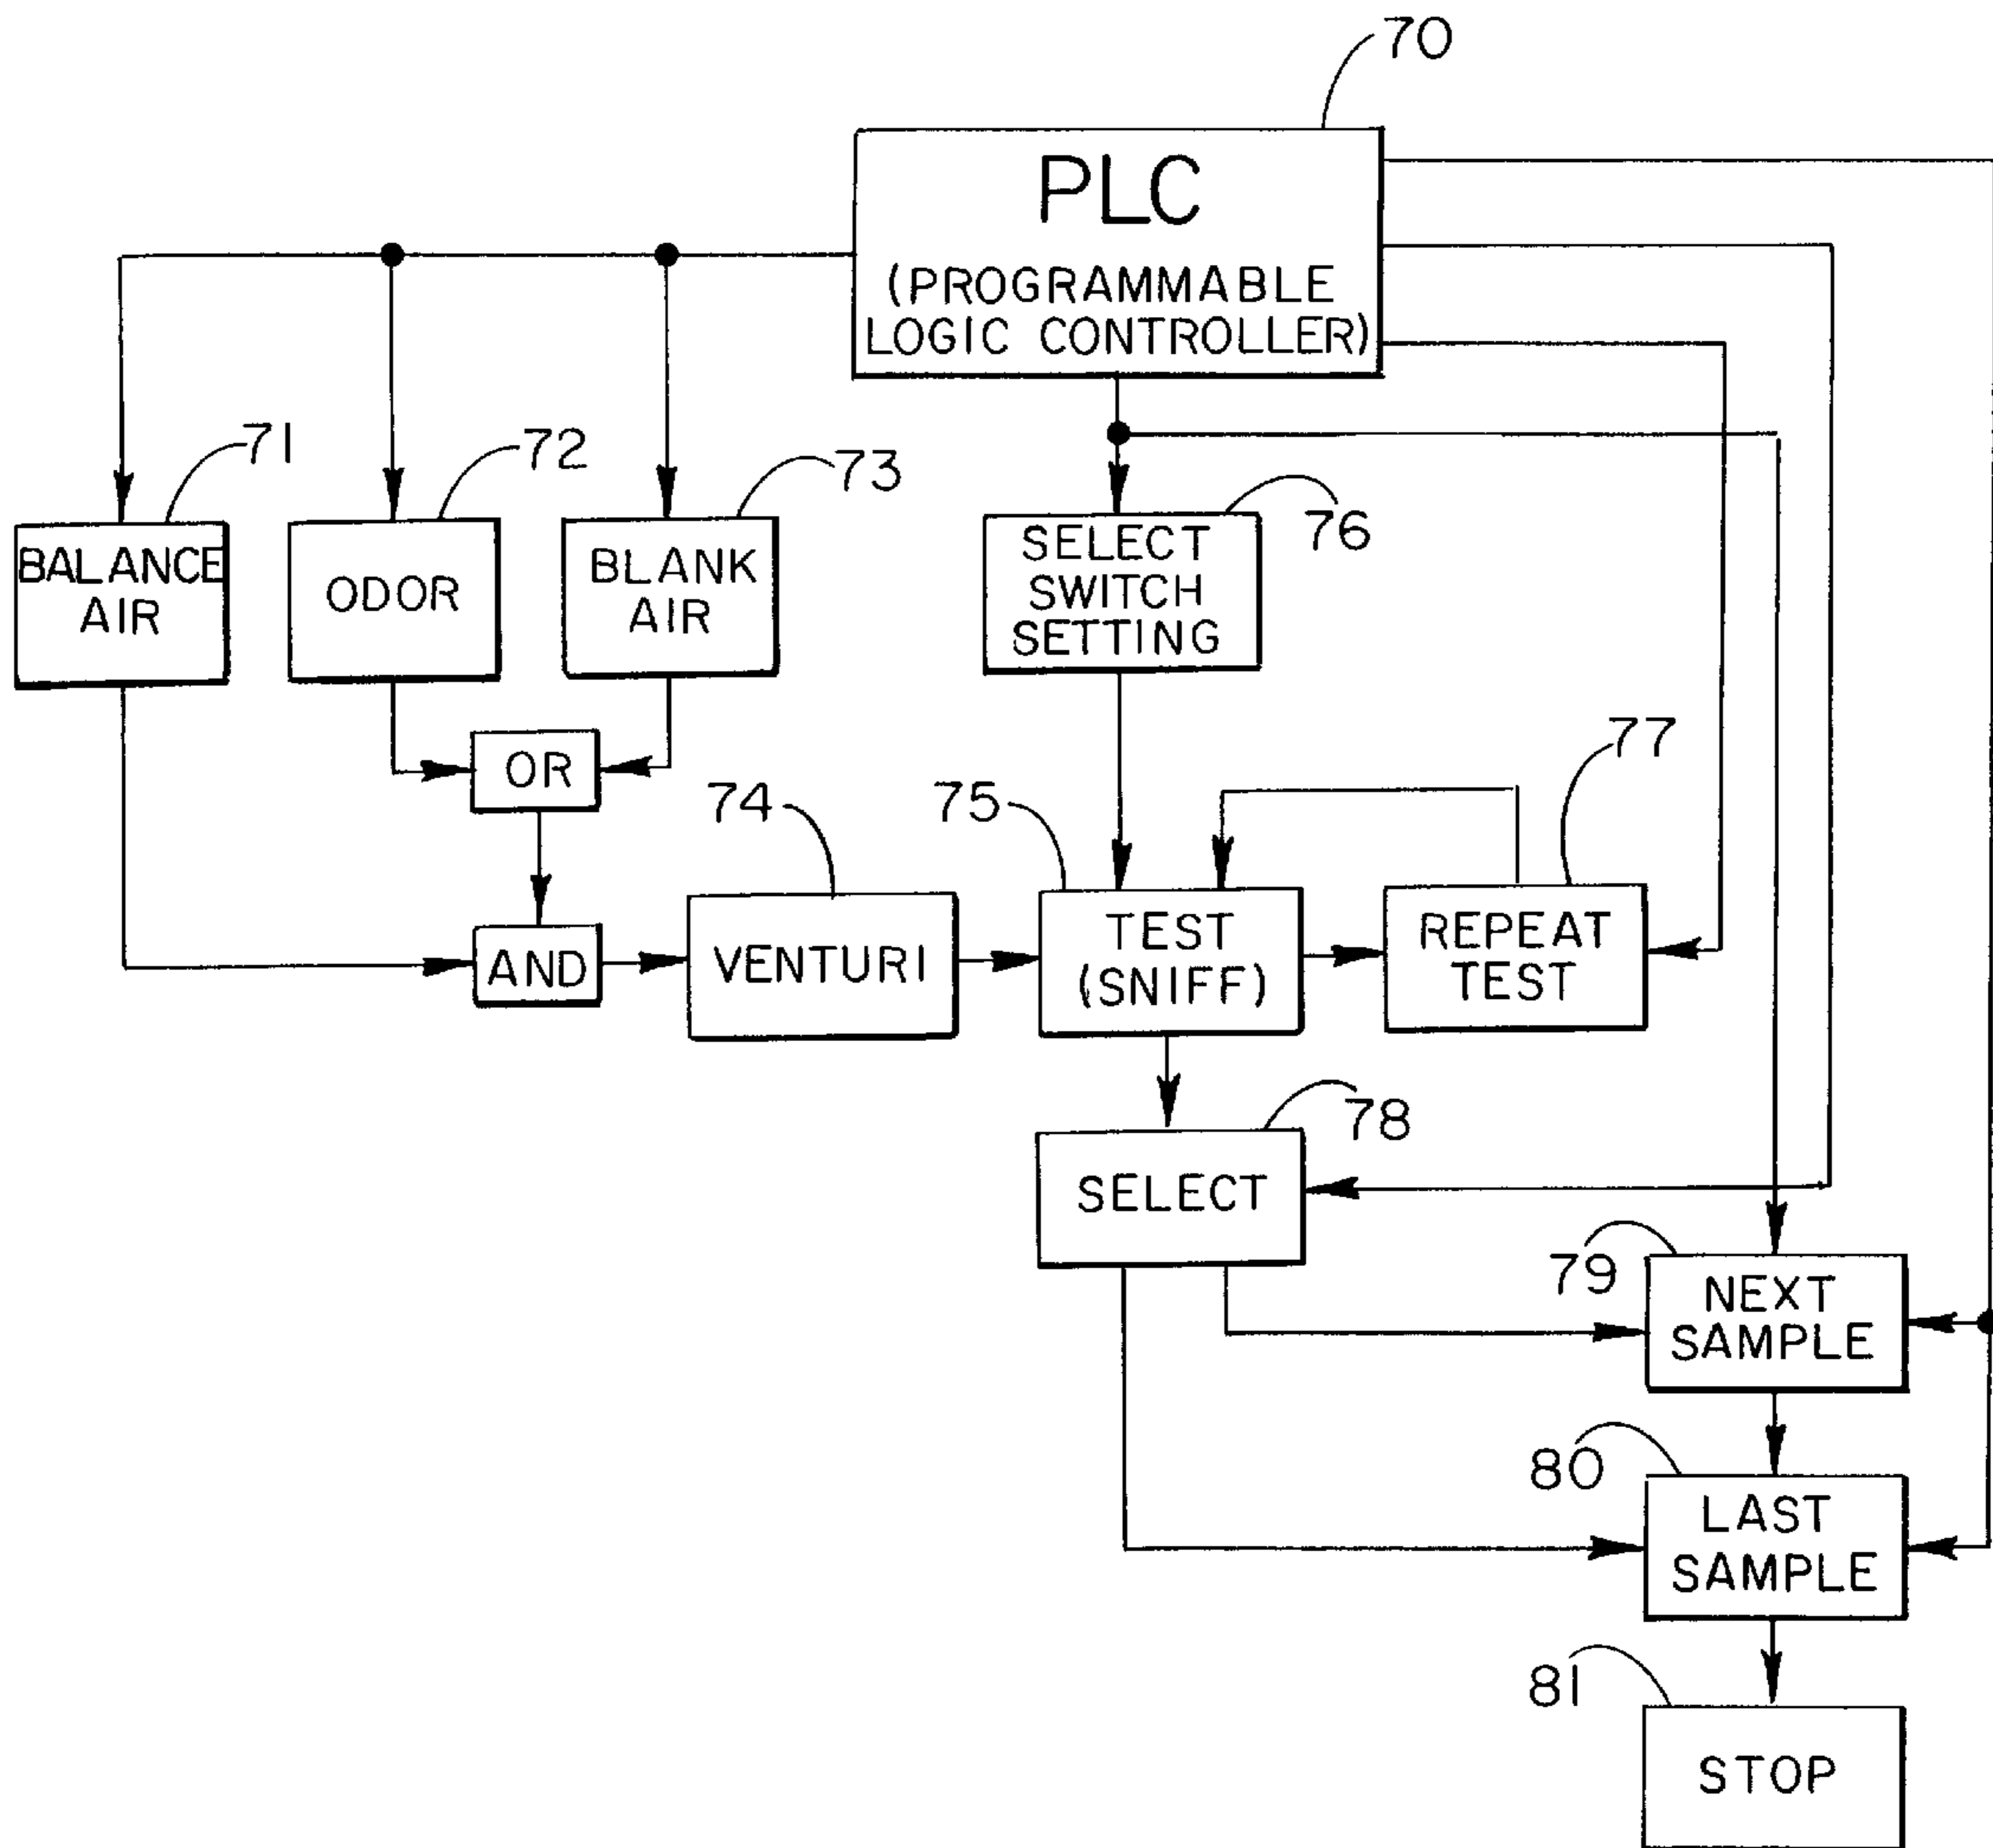 70
PLC
(PROGRAMMABLE
LOGIC CONTROLLER)
71
72
73
76
BALANCE
AIR
ODOR
BLANK
AIR
SELECT
SWITCH
SETTING
OR
74
75
77
AND
VENTURI
TEST
(SNIFF)
REPEAT
TEST
78
SELECT
79
NEXT
SAMPLE
80
LAST
SAMPLE
81
STOP